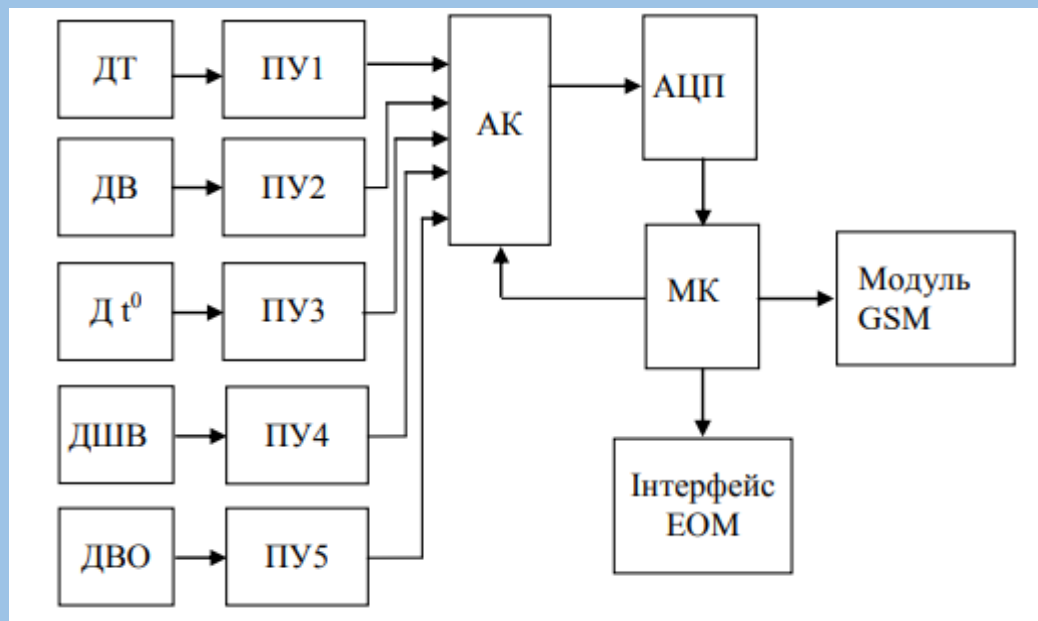 ДТ
ПУ1
АК
АЦП
ДВ
ПУ2
Д t⁰
ПУ3
МК
Модуль
GSM
ДШВ
ПУ4
Інтерфейс
ЕОМ
ДВО
ПУ5